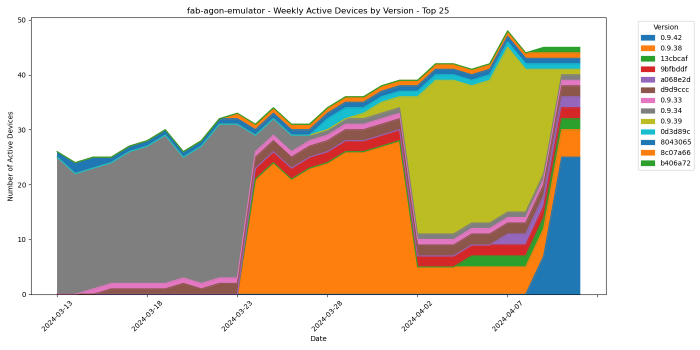 fab-agon-emulator - Weekly Active Devices by Version - Top 25
Number of Active Devices
50
40
30
20
10
0
2024-03-13
2024-03-18
2024-03-23
2024-03-28
2024-04-02
2024-04-07
Date
Version
0.9.42
0.9.38
13cbcaf
9bfbddf
a068e2d
d9d9ccc
0.9.33
0.9.34
0.9.39
0d3d89c
8043065
8c07a66
b406a72